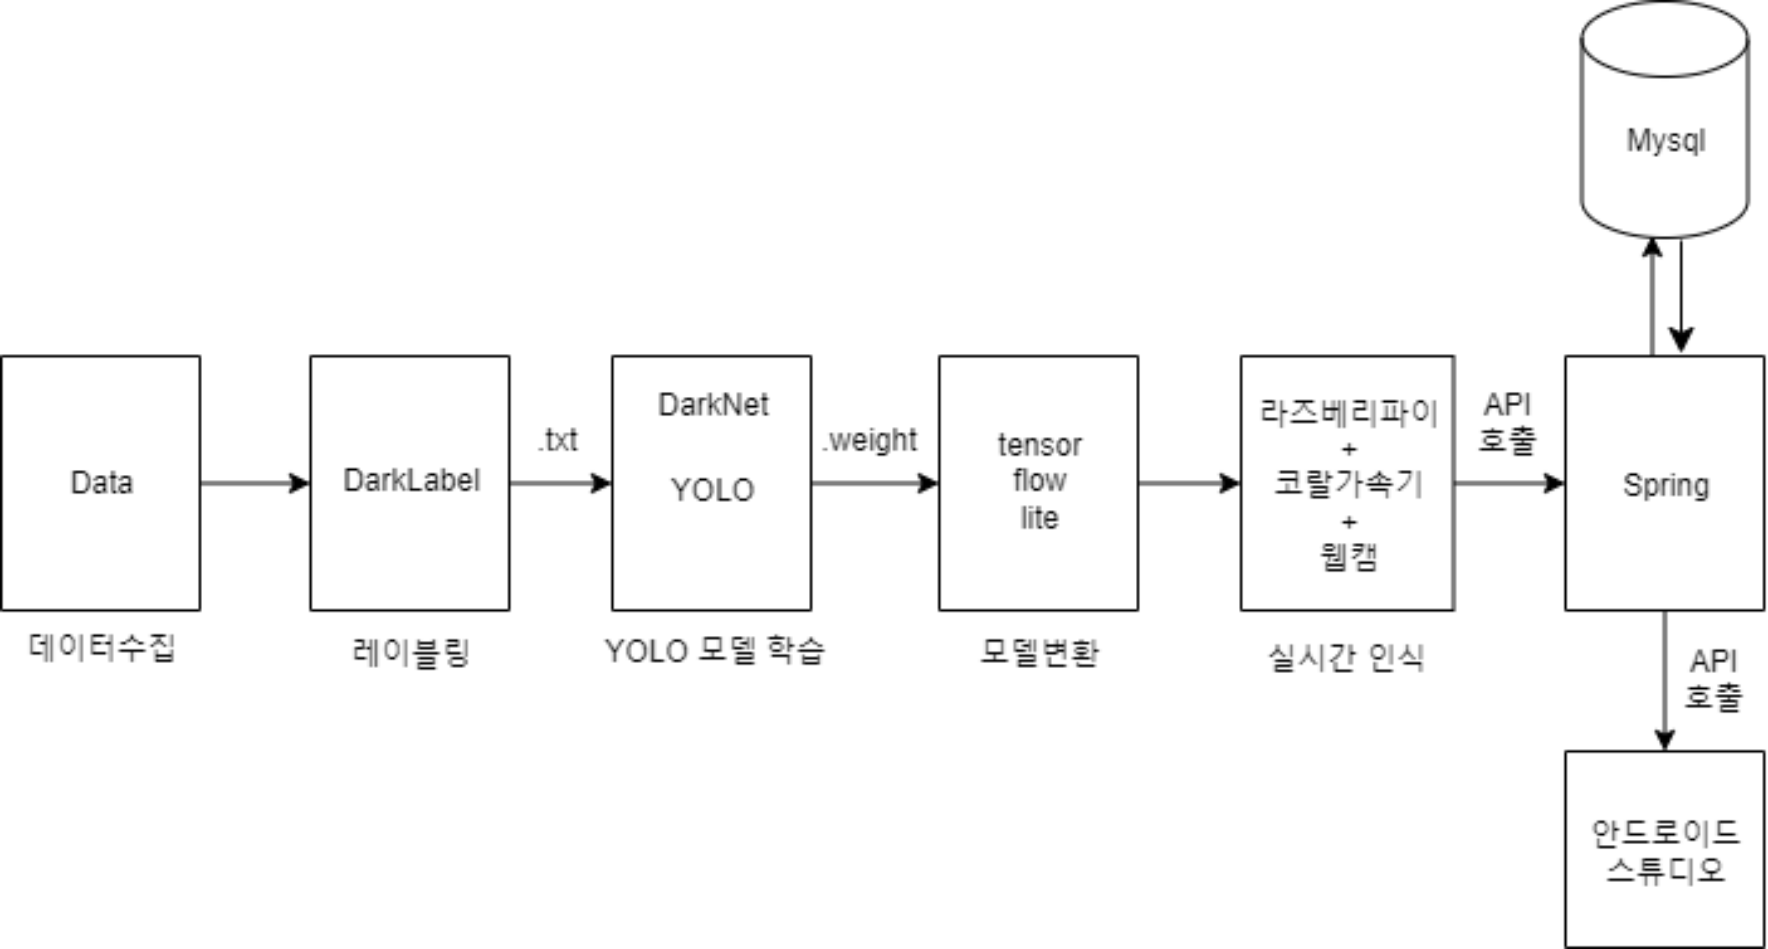 Mysql
Data
데이터수집
DarkLabel
레이블링
.txt
DarkNet
YOLO
YOLO 모델 학습
.weight
tensor
flow
lite
모델변환
라즈베리파이
+
코랄가속기
+
웹캠
실시간 인식
API
호출
Spring
API
호출
안드로이드
스튜디오